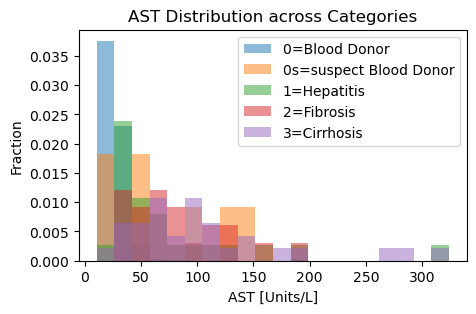 AST Distribution across Categories
0=Blood Donor
0s=suspect Blood Donor
1=Hepatitis
2=Fibrosis
3=Cirrhosis
Fraction
0.035
0.030
0.025
0.020
0.015
0.010
0.005
0.000
0 50 100 150 200 250 300
AST [Units/L]